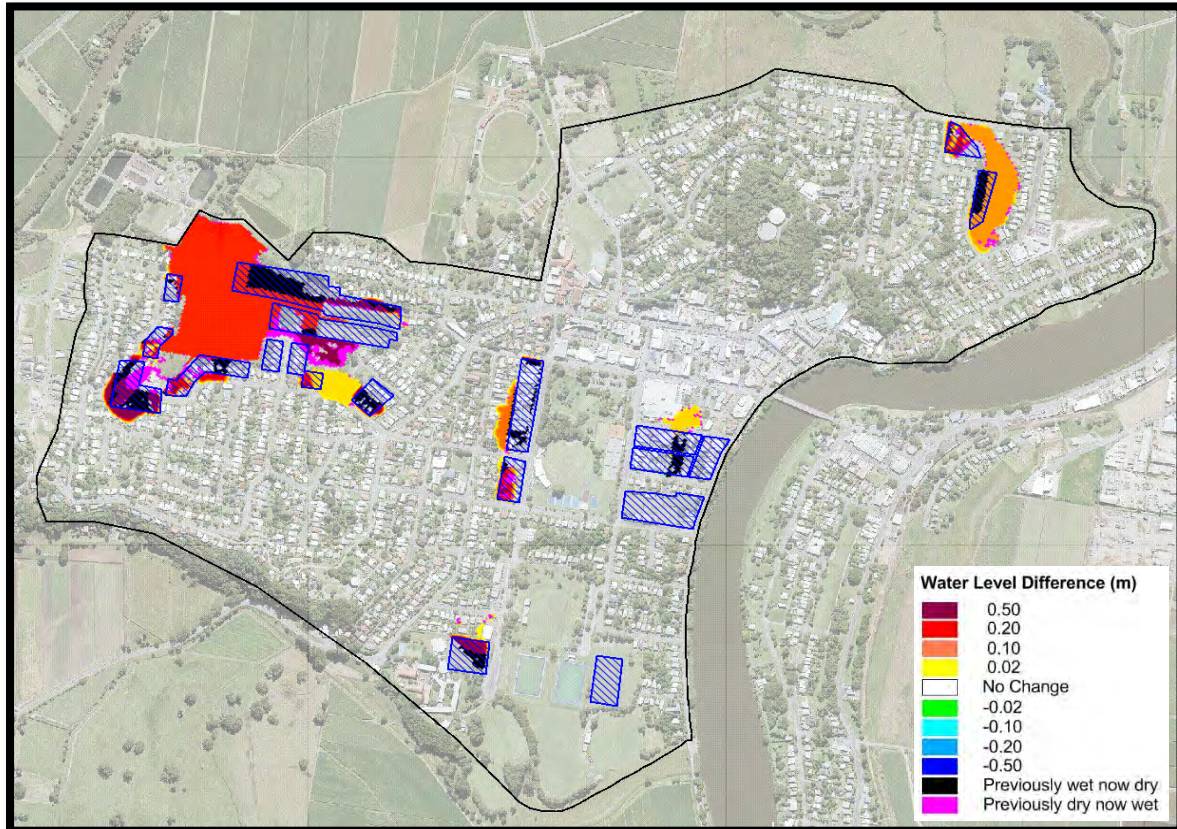 Water Level Difference (m)
0.50
0.20
0.10
0.02
No Change
-0.02
-0.10
-0.20
-0.50
Previously wet now dry
Previously dry now wet